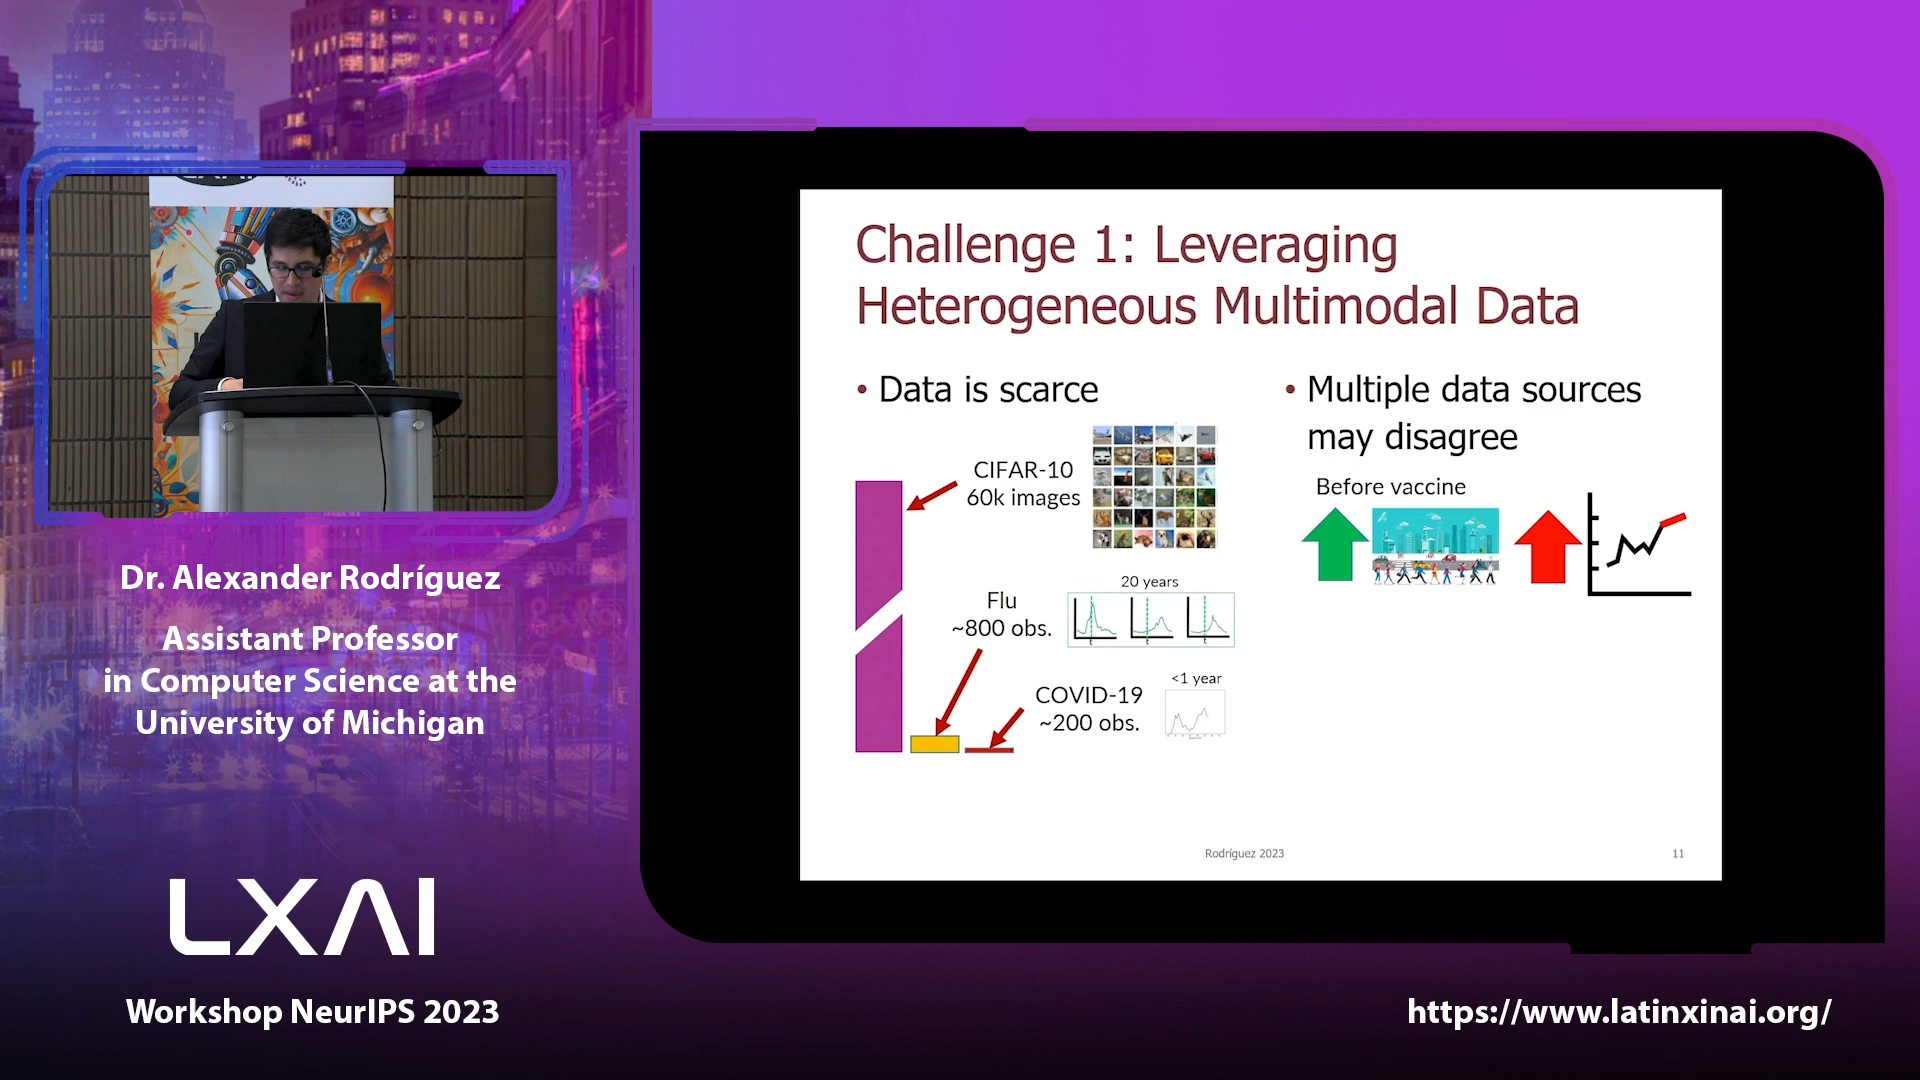 Dr. Alexander Rodríguez
Assistant Professor
in Computer Science at the
University of Michigan
LXAI
Workshop NeurIPS 2023
Challenge 1: Leveraging
Heterogeneous Multimodal Data
• Data is scarce
CIFAR-10
60k images
20 years
Flu
~800 obs.
t
t
t
<1 year
COVID-19
~200 obs.
• Multiple data sources
may disagree
Before vaccine
Rodríguez 2023
11
https://www.latinxinai.org/